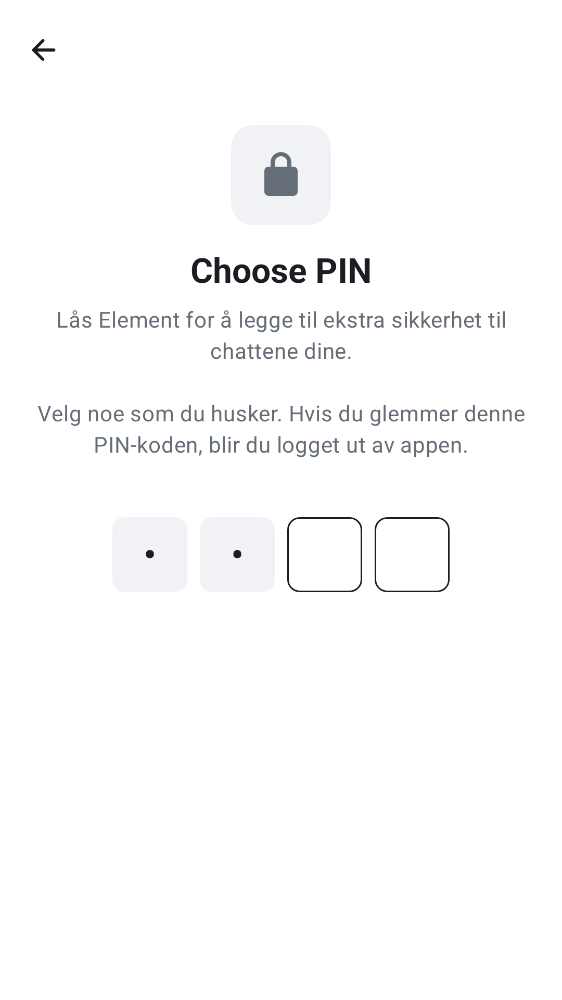 Choose PIN
Lås Element for å legge til ekstra sikkerhet til
chattene dine.
Velg noe som du husker. Hvis du glemmer denne
PIN-koden, blir du logget ut av appen.